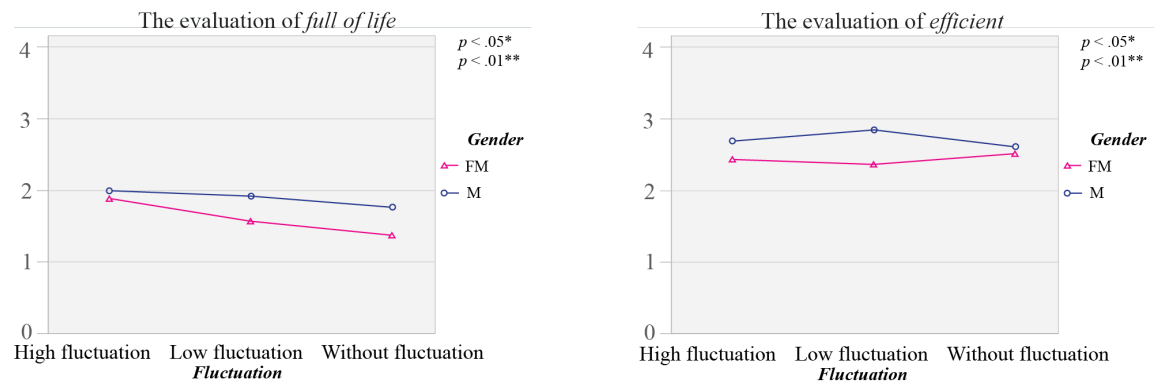 The evaluation of full of life
p < .05*
p < .01**
4
3
2
1
0
Gender
FM
M
High fluctuation Low fluctuation Without fluctuation
Fluctuation
The evaluation of efficient
p < .05*
p < .01**
4
3
2
1
0
Gender
FM
M
High fluctuation Low fluctuation Without fluctuation
Fluctuation